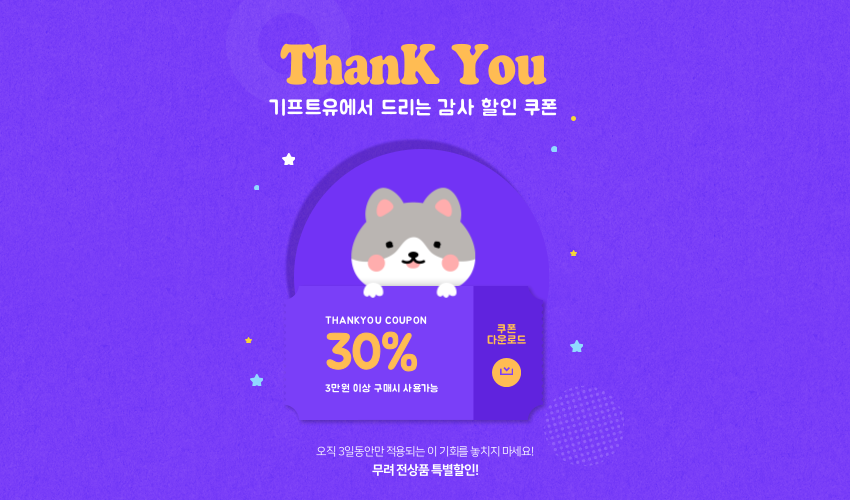 ThanK You
기프트유에서 드리는 감사 할인 쿠폰
THANKYOU COUPON
30%
3만원 이상 구매시 사용가능
쿠폰
다운로드
오직 3일동안만 적용되는 이 기회를 놓치지 마세요!
무려 전상품 특별할인!